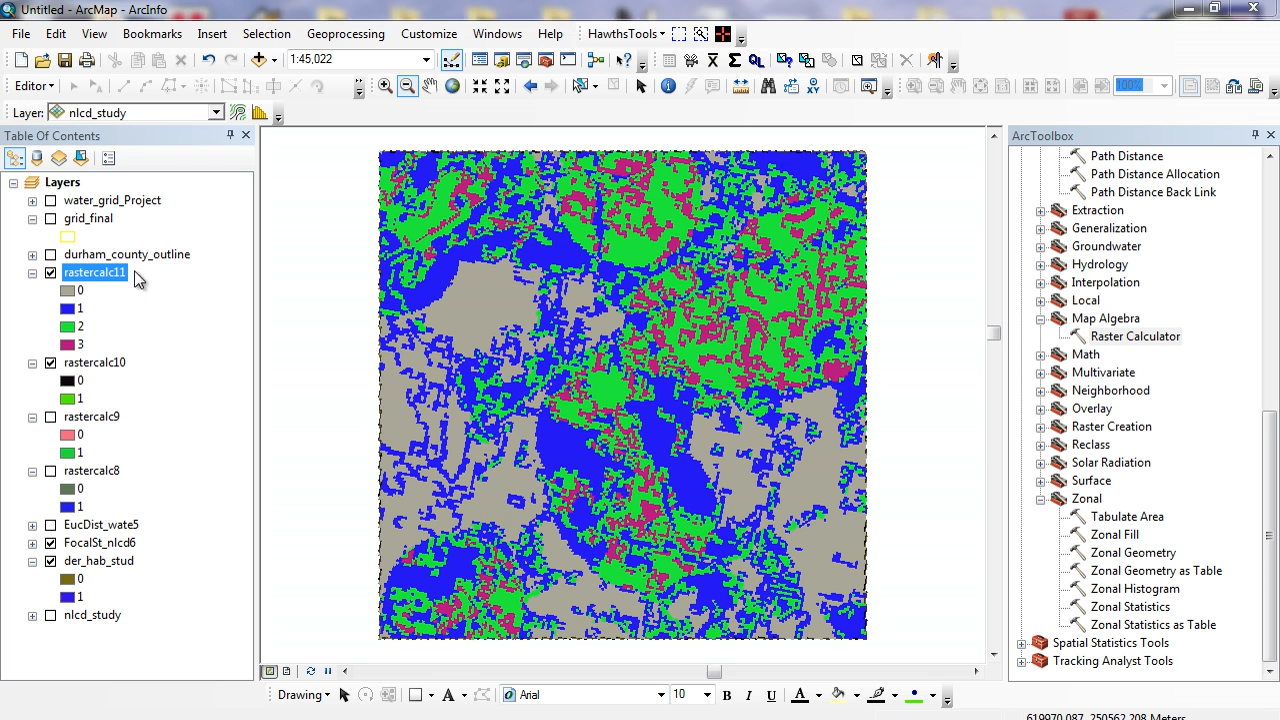 Untitled - ArcMap - ArcInfo
File Edit View Bookmarks Insert Selection Geoprocessing Customize Windows Help HawthsTools
1:45,022
Editor
100%
Layer: nlcd_study
Table Of Contents
ArcToolbox
Layers
water_grid_Project
grid_final
durham_county_outline
rastercalc11
0
1
2
3
rastercalc10
0
1
rastercalc9
0
1
rastercalc8
0
1
EucDist_wate5
FocalSt_nlcd6
der_hab_stud
0
1
nlcd_study
Path Distance
Path Distance Allocation
Path Distance Back Link
Extraction
Generalization
Groundwater
Hydrology
Interpolation
Local
Map Algebra
Raster Calculator
Math
Multivariate
Neighborhood
Overlay
Raster Creation
Reclass
Solar Radiation
Surface
Zonal
Tabulate Area
Zonal Fill
Zonal Geometry
Zonal Geometry as Table
Zonal Histogram
Zonal Statistics
Zonal Statistics as Table
Spatial Statistics Tools
Tracking Analyst Tools
Drawing A Arial 10 B I U A
619970.087 250562.208 Meters